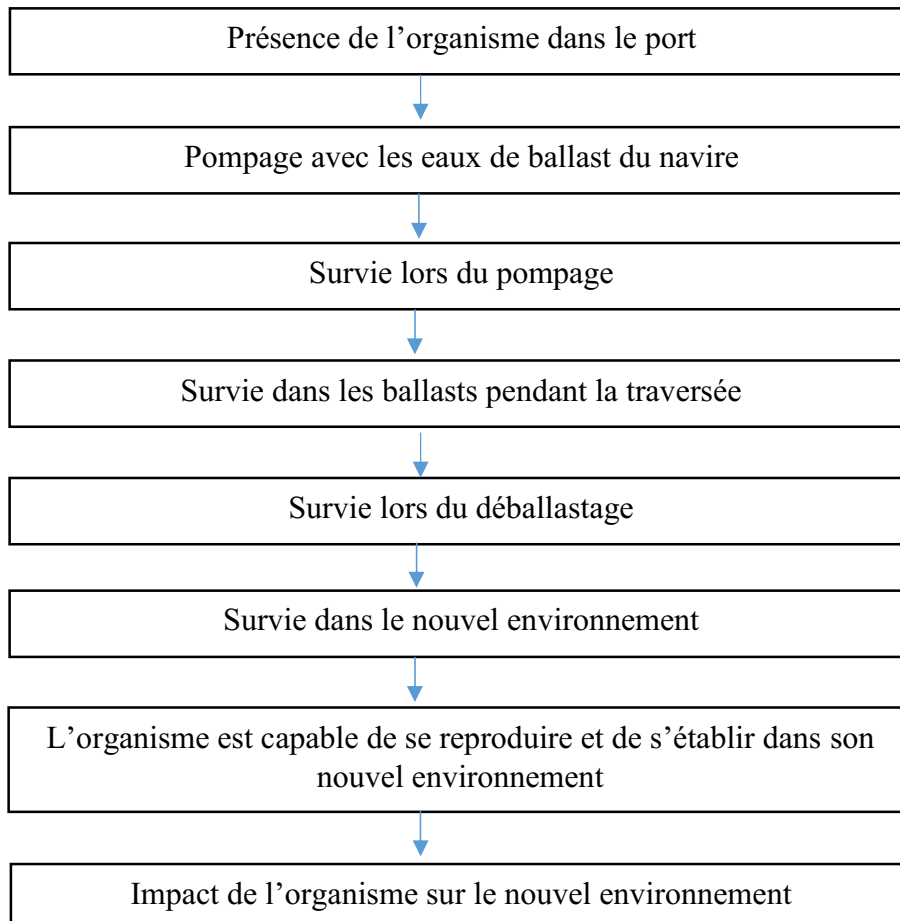 Présence de l’organisme dans le port
Pompage avec les eaux de ballast du navire
Survie lors du pompage
Survie dans les ballasts pendant la traversée
Survie lors du déballastage
Survie dans le nouvel environnement
L’organisme est capable de se reproduire et de s’établir dans son
nouvel environnement
Impact de l’organisme sur le nouvel environnement